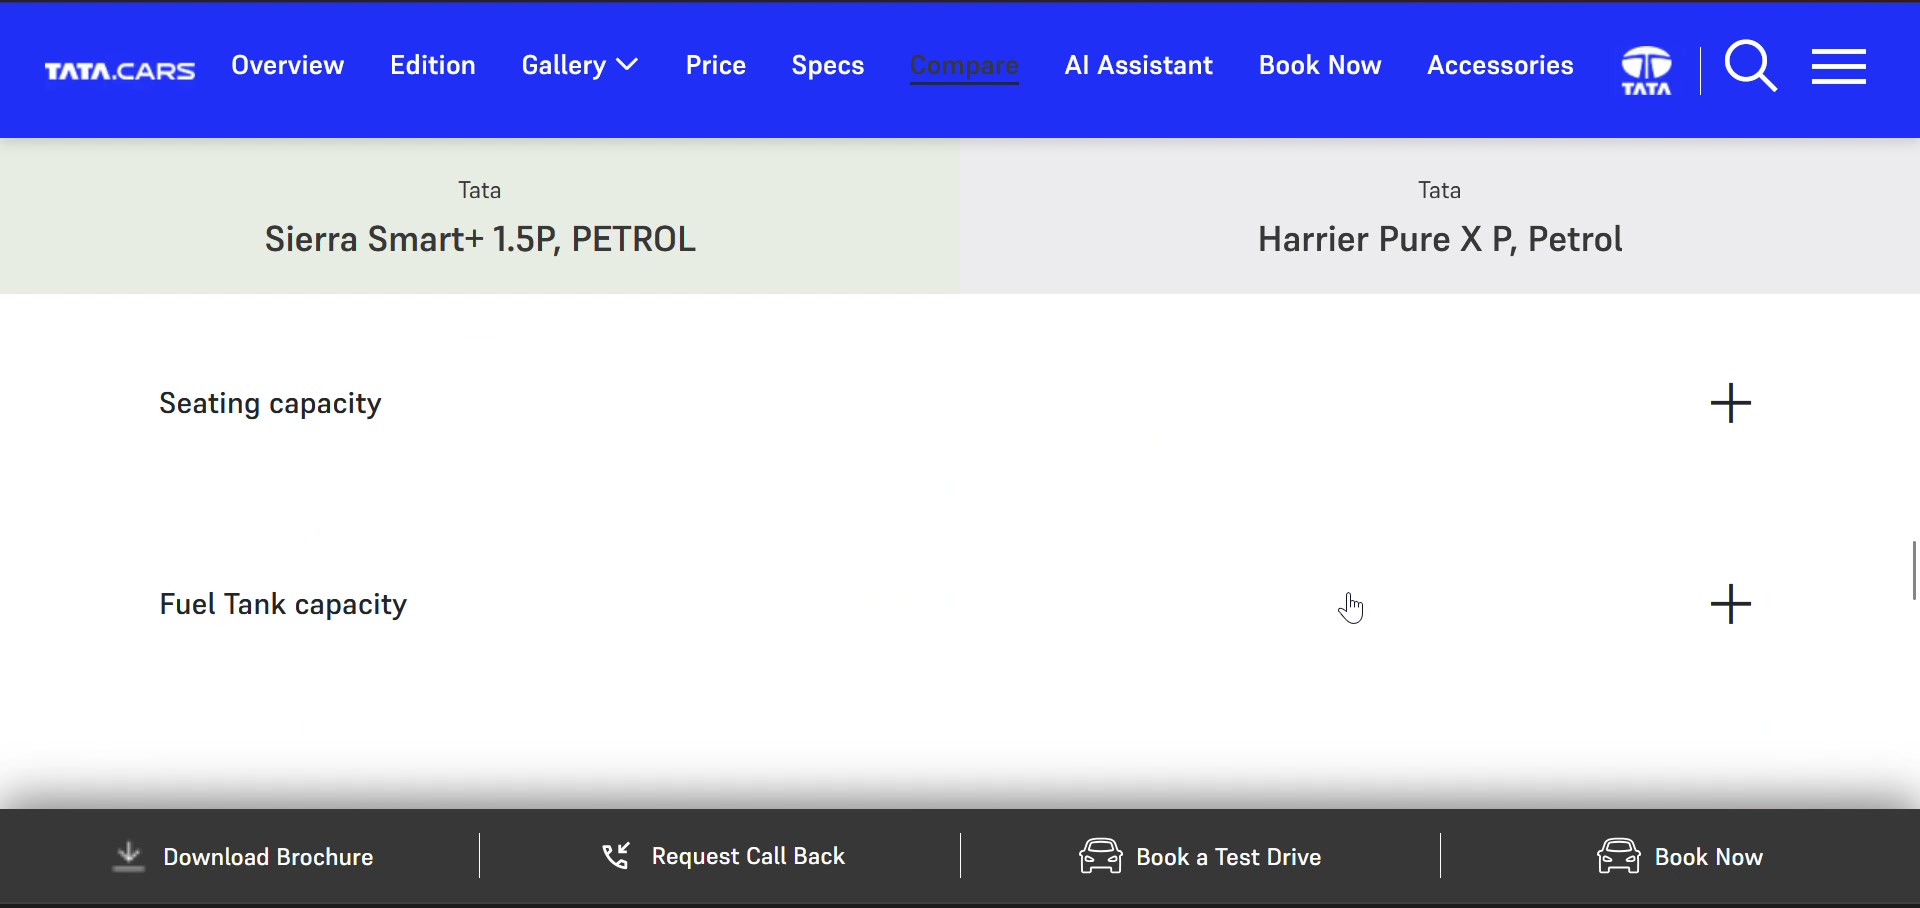 TATA.CARS Overview Edition Gallery Price Specs Compare AI Assistant Book Now Accessories TATA
Tata
Sierra Smart+ 1.5P, PETROL
Tata
Harrier Pure X P, Petrol
Seating capacity
Fuel Tank capacity
Download Brochure Request Call Back Book a Test Drive Book Now